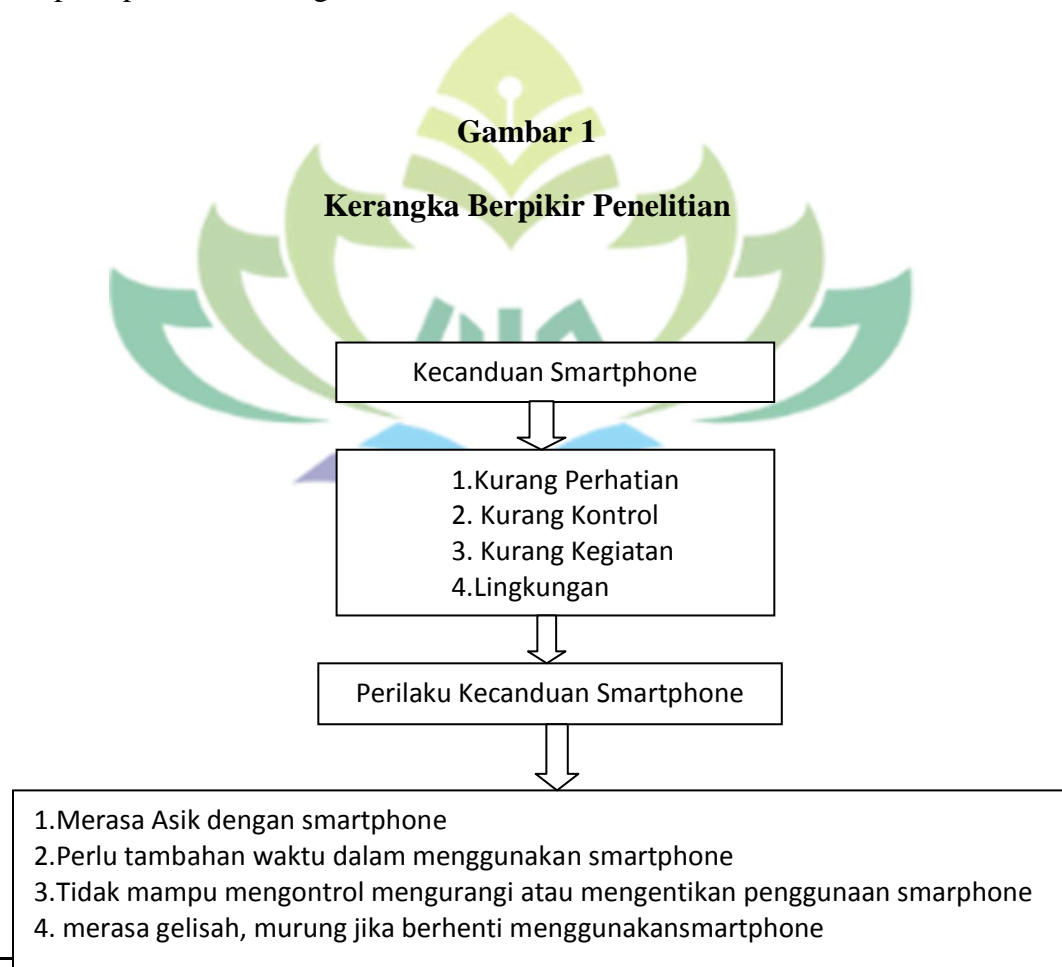 Gambar 1
Kerangka Berpikir Penelitian
Kecanduan Smartphone
1.Kurang Perhatian
2. Kurang Kontrol
3. Kurang Kegiatan
4.Lingkungan
Perilaku Kecanduan Smartphone
1.Merasa Asik dengan smartphone
2.Perlu tambahan waktu dalam menggunakan smartphone
3.Tidak mampu mengontrol mengurangi atau mengentikan penggunaan smarphone
4. merasa gelisah, murung jika berhenti menggunakansmartphone